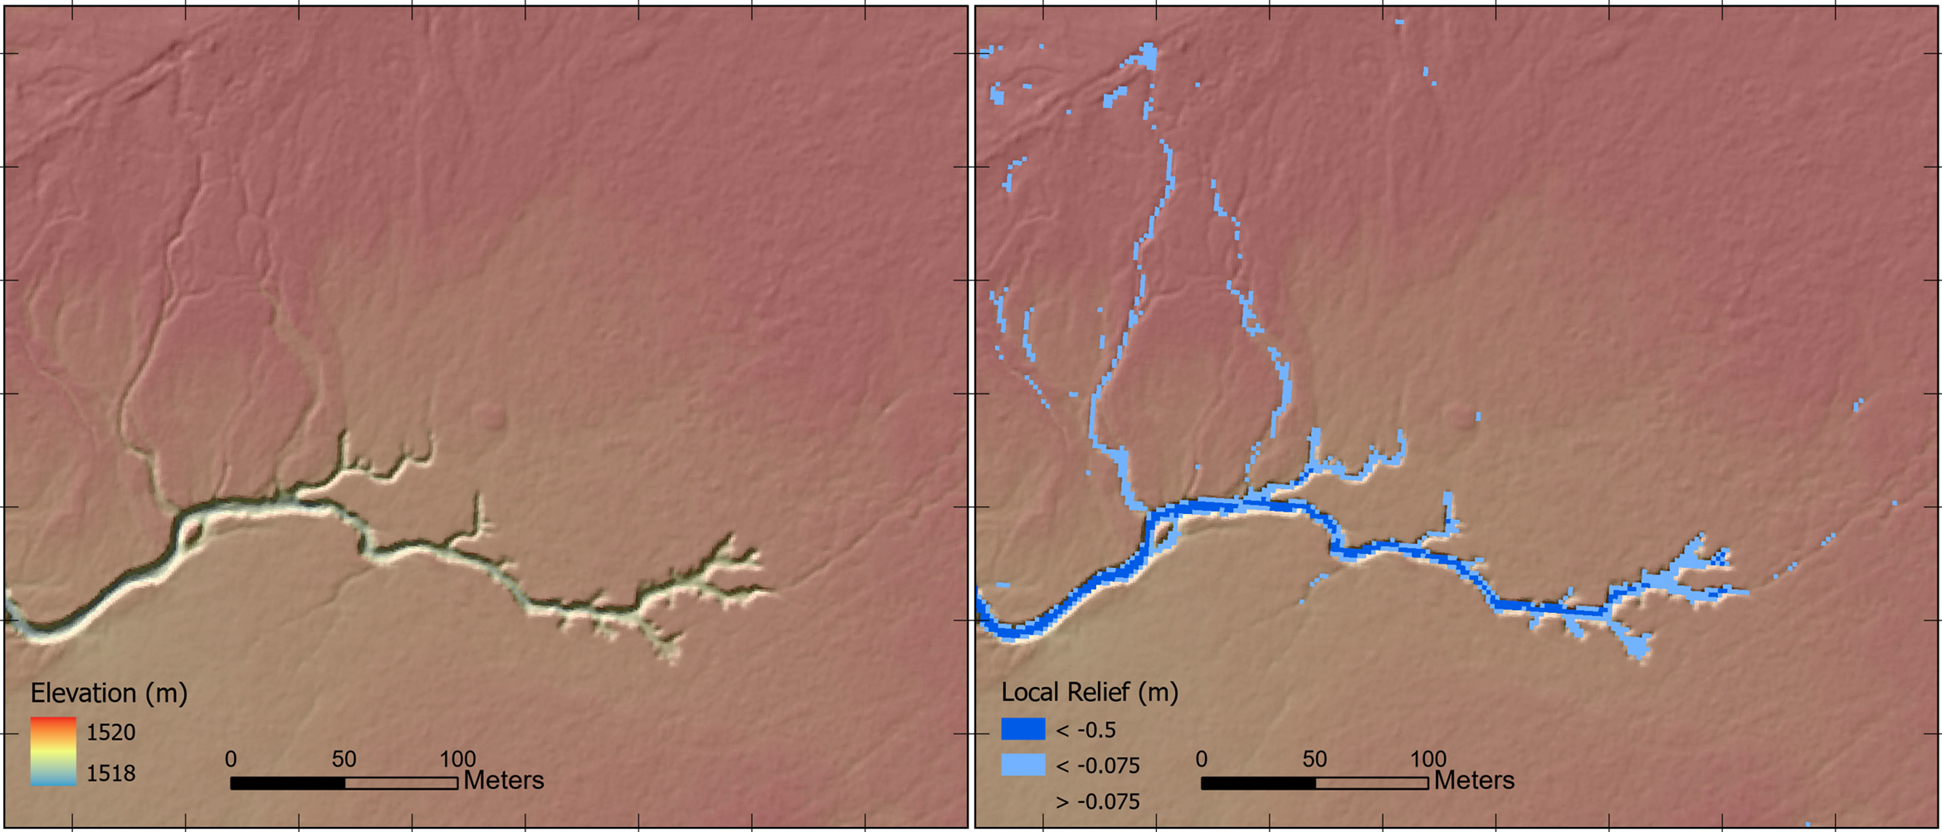 Elevation (m)
1520
1518
0 50 100
Meters
Local Relief (m)
< -0.5
< -0.075
> -0.075
0 50 100
Meters